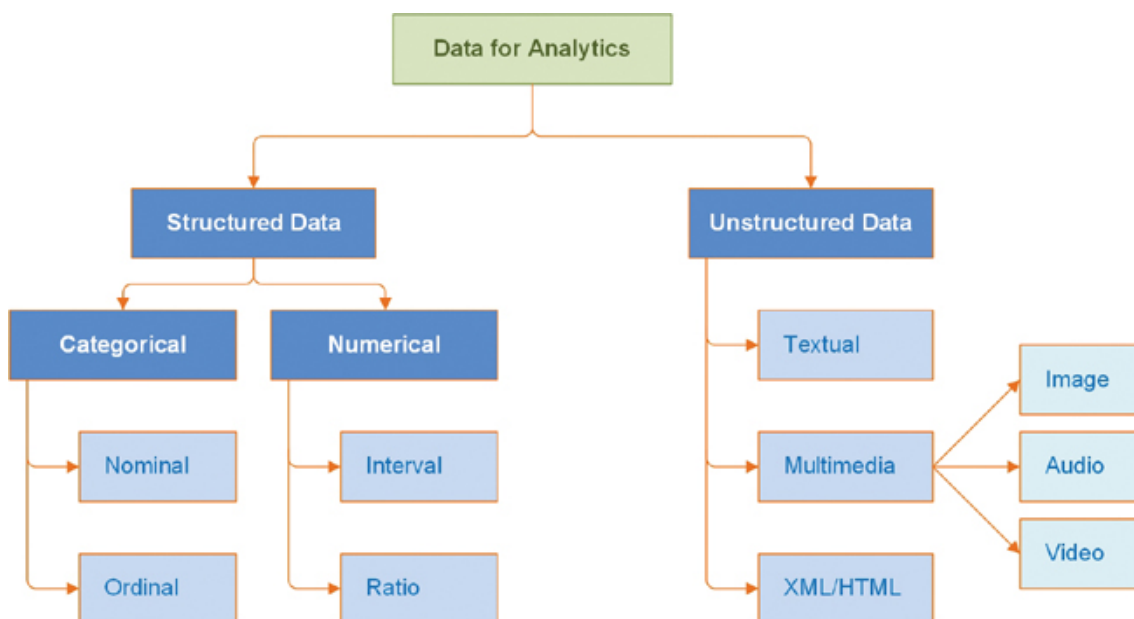 Data for Analytics
Structured Data
Unstructured Data
Categorical
Numerical
Textual
Image
Nominal
Interval
Multimedia
Audio
Ordinal
Ratio
XML/HTML
Video